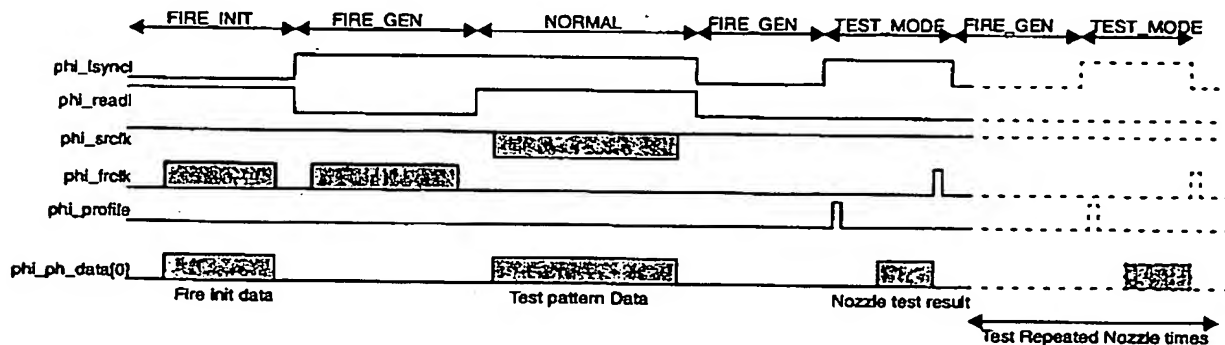 FIRE_INIT FIRE_GEN NORMAL FIRE_GEN TEST_MODE FIRE_GEN TEST_MODE
phi_lsyncl
phi_readl
phi_srclk
phi_frclk
phi_profile
phi_ph_data[0]
Fire init data Test pattern Data Nozzle test result
Test Repeated Nozzle times